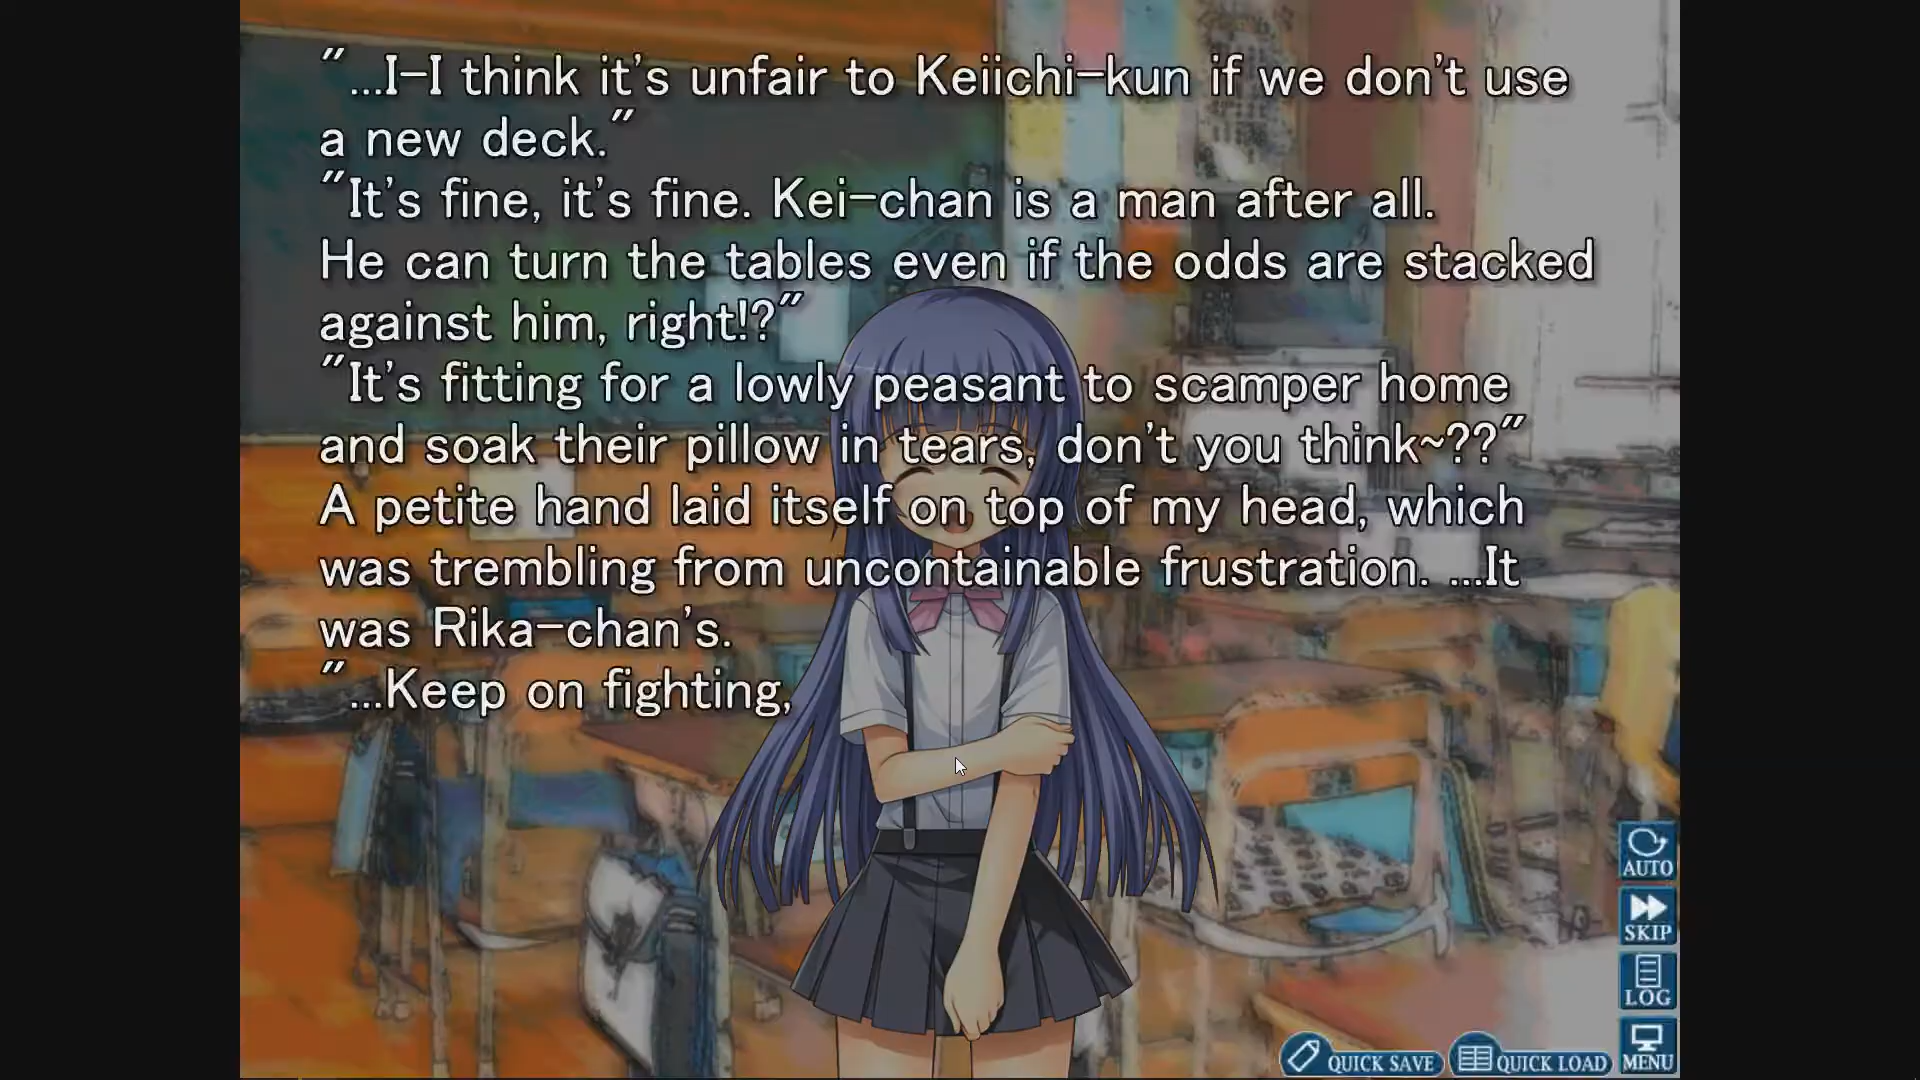 "...I-I think it's unfair to Keiichi-kun if we don't use
a new deck."
"It's fine, it's fine. Kei-chan is a man after all.
He can turn the tables even if the odds are stacked
against him, right!?"
"It's fitting for a lowly peasant to scamper home
and soak their pillow in tears, don't you think~??"
A petite hand laid itself on top of my head, which
was trembling from uncontainable frustration. ...It
was Rika-chan's.
"...Keep on fighting,
AUTO
SKIP
LOG
MENU
QUICK SAVE
QUICK LOAD